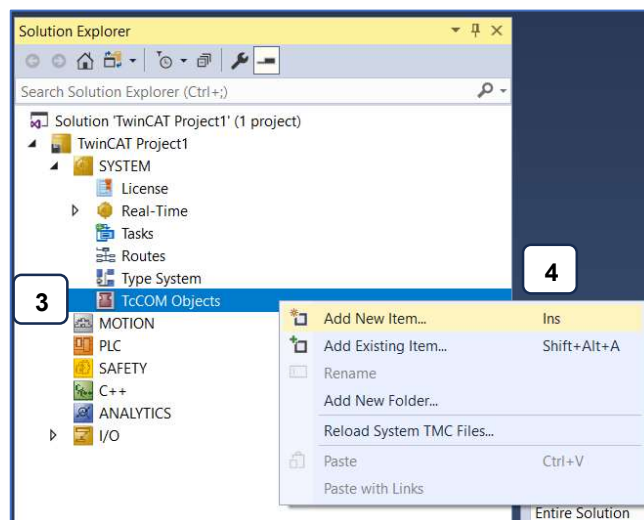 Solution Explorer
Search Solution Explorer (Ctrl+;)
Solution 'TwinCAT Project1' (1 project)
TwinCAT Project1
SYSTEM
License
Real-Time
Tasks
Routes
Type System
3
TcCOM Objects
4
MOTION
PLC
SAFETY
C++
ANALYTICS
I/O
Add New Item... Ins
Add Existing Item... Shift+Alt+A
Rename
Add New Folder...
Reload System TMC Files...
Paste Ctrl+V
Paste with Links
Entire Solution